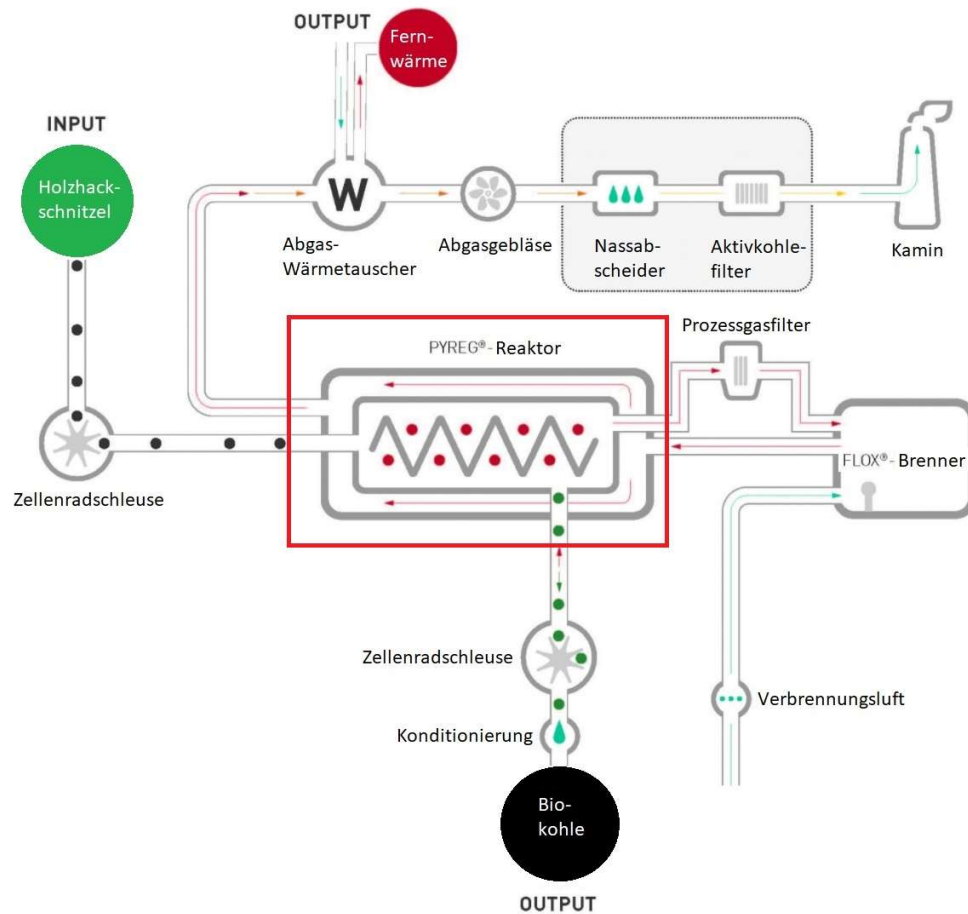 OUTPUT
Fern-
wärme
INPUT
Holzhack-
schnitzel
W
Abgas-
Wärmetauscher
Abgasgebläse
Nassab-
scheider
Aktivkohle-
filter
Kamin
PYREG®-Reaktor
Prozessgasfilter
Zellenradschleuse
FLOX®-Brenner
Zellenradschleuse
Verbrennungsluft
Konditionierung
Bio-
kohle
OUTPUT